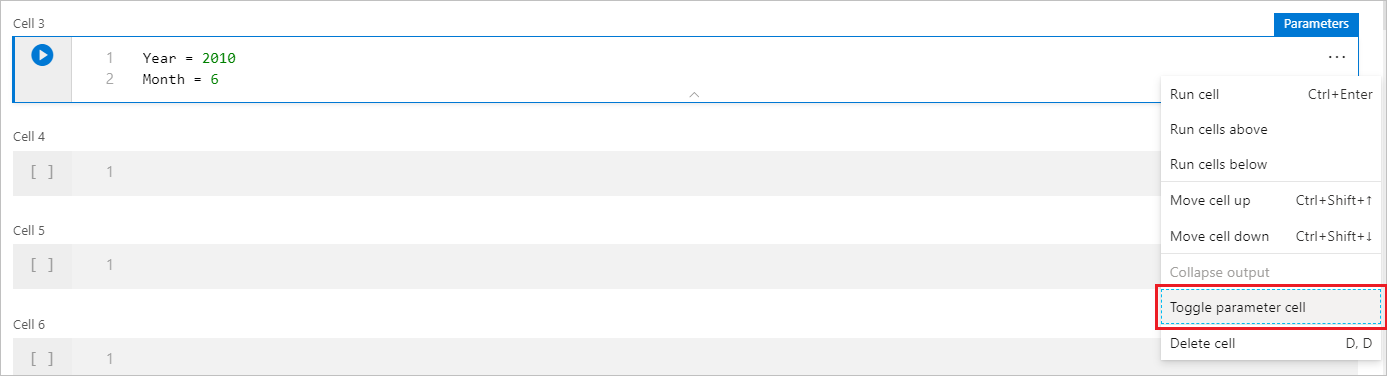 Cell 3
Parameters
1 Year = 2010
2 Month = 6
...
Run cell Ctrl+Enter
Run cells above
Run cells below
Move cell up Ctrl+Shift+↑
Move cell down Ctrl+Shift+↓
Collapse output
Toggle parameter cell
Delete cell D, D
Cell 4
[ ] 1
Cell 5
[ ] 1
Cell 6
[ ] 1